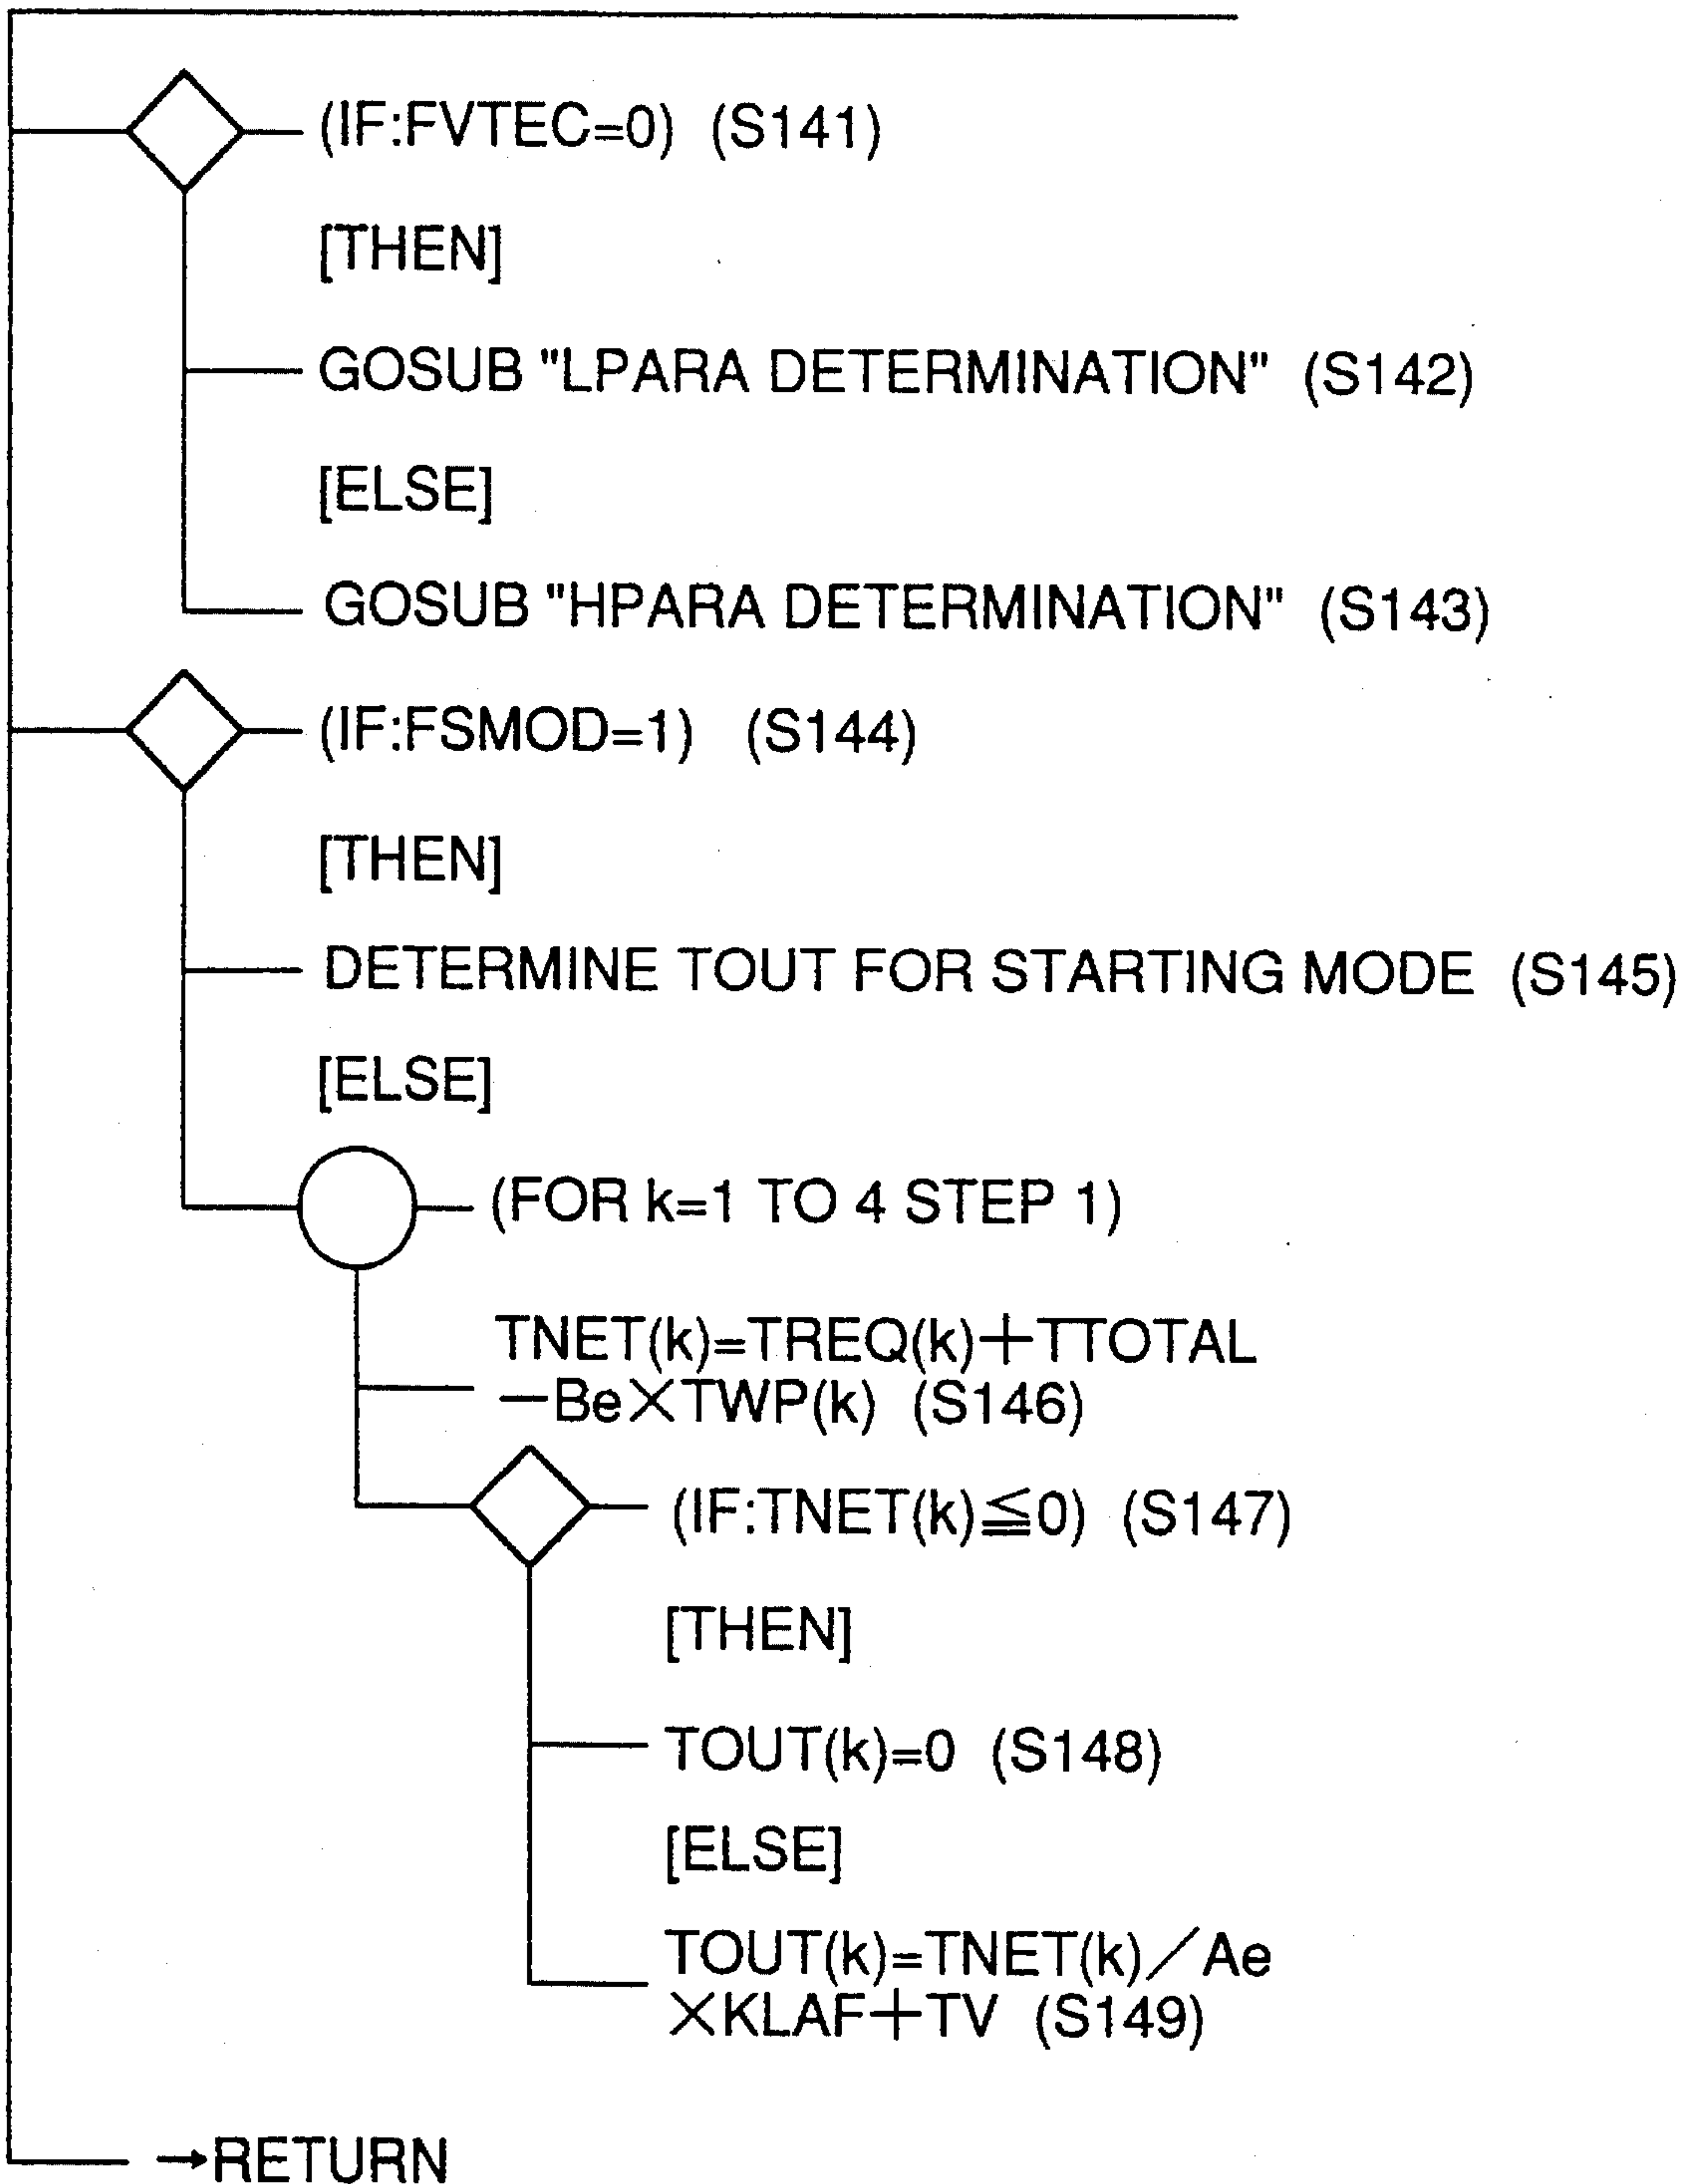 (IF:FVTEC=0) (S141)
[THEN]
GOSUB "LPARA DETERMINATION" (S142)
[ELSE]
GOSUB "HPARA DETERMINATION" (S143)
(IF:FSMOD=1) (S144)
[THEN]
DETERMINE TOUT FOR STARTING MODE (S145)
[ELSE]
(FOR k=1 TO 4 STEP 1)
TNET(k)=TREQ(k)+TTOTAL
−Be×TWP(k) (S146)
(IF:TNET(k)≦0) (S147)
[THEN]
TOUT(k)=0 (S148)
[ELSE]
TOUT(k)=TNET(k)/Ae
×KLAF+TV (S149)
→RETURN